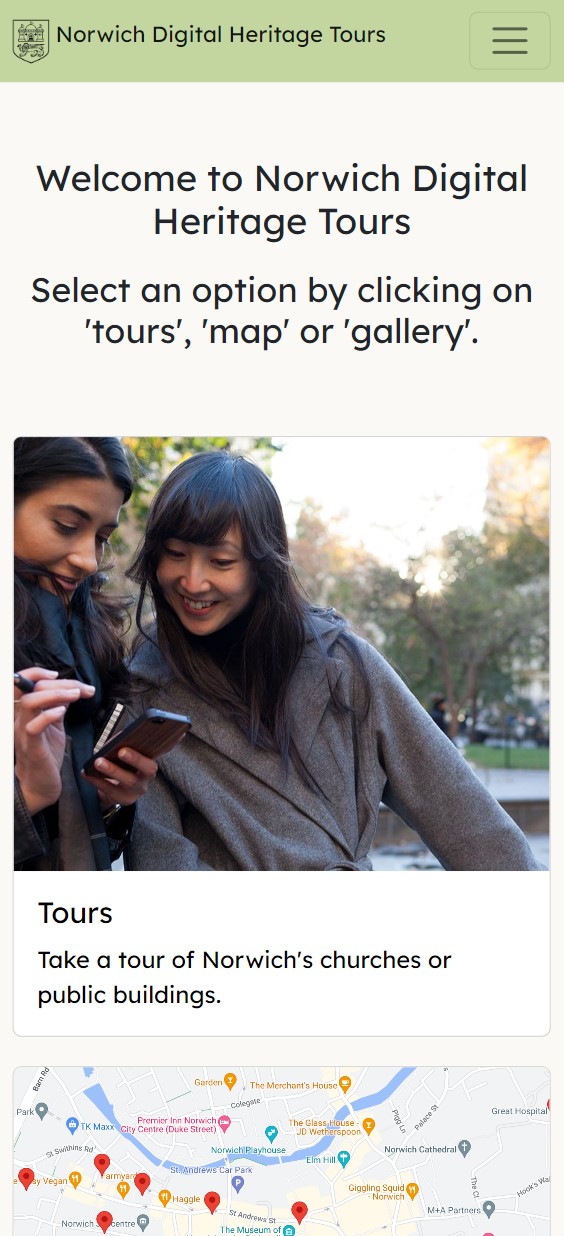 Norwich Digital Heritage Tours
Welcome to Norwich Digital
Heritage Tours
Select an option by clicking on
'tours', 'map' or 'gallery'.
Tours
Take a tour of Norwich's churches or
public buildings.
Barn Rd
Garden
The Merchant's House
Colegate
Park
TK Maxx
Premier Inn Norwich
City Centre (Duke Street)
The Glass House -
JD Wetherspoon
Pigg Ln
Palace St
Great Hospital
St Swithins Rd
Norwich Playhouse
Elm Hill
Norwich Cathedral
St. Andrews Car Park
Vegan
Farmyard
Haggle
Giggling Squid
- Norwich
The Cl
Hook's
M+A Partners
St Andrews St
Norwich
centre
The Museum of